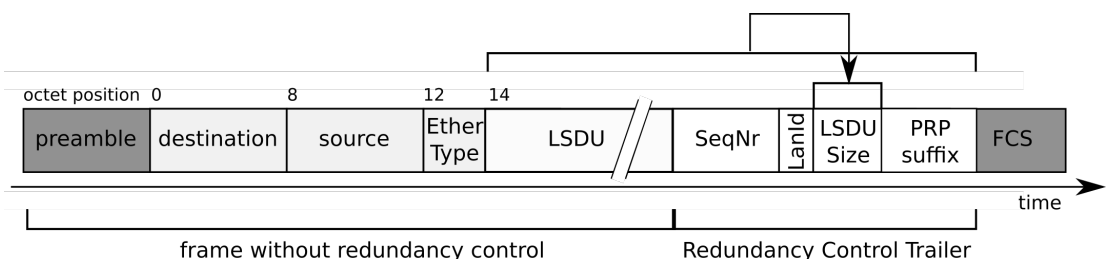 octet position 0 8 12 14
preamble destination source Ether Type LSDU SeqNr LanId LSDU Size PRP suffix FCS
time
frame without redundancy control Redundancy Control Trailer